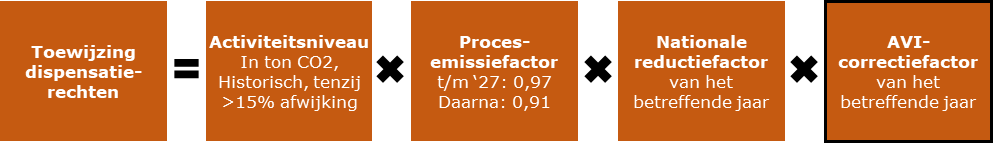 Toewijzing
dispensatie-
rechten
=
Activiteitsniveau
In ton CO2,
Historisch, tenzij
>15% afwijking
×
Proces-
emissiefactor
t/m ‘27: 0,97
Daarna: 0,91
×
Nationale
reductiefactor
van het
betreffende jaar
×
AVI-
correctiefactor
van het
betreffende jaar